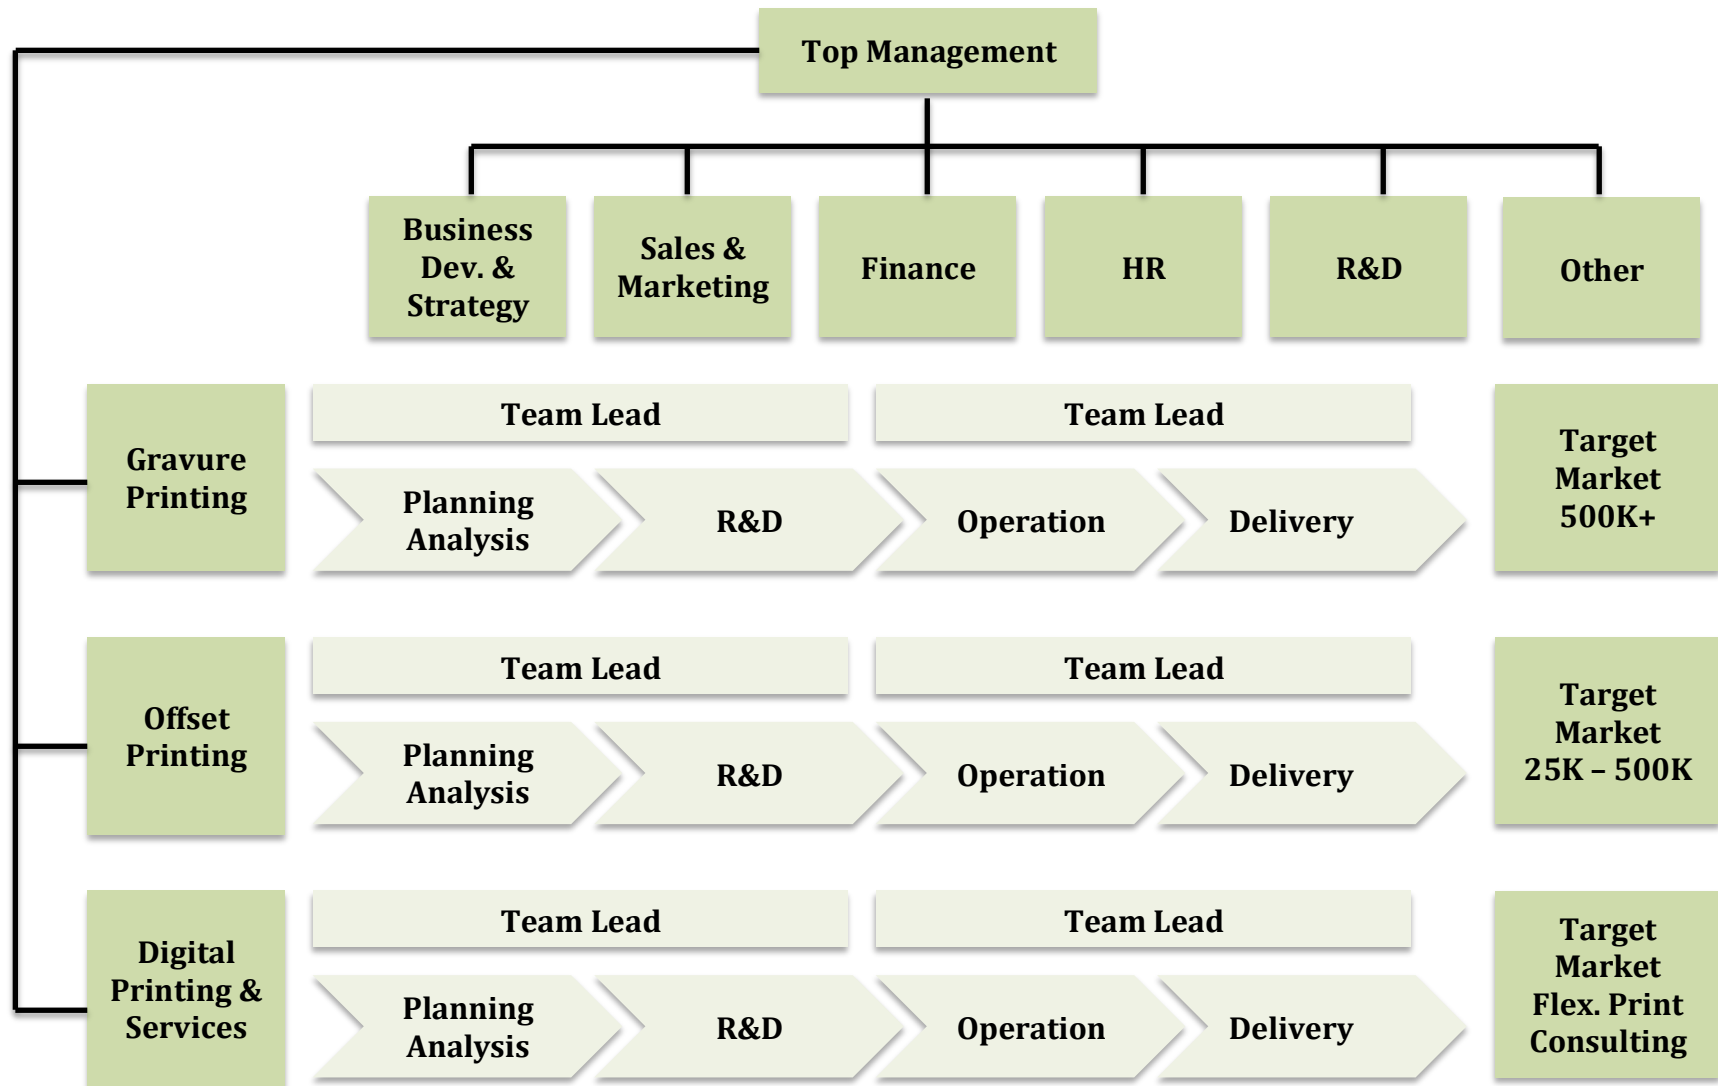 Top Management
Business
Dev. &
Strategy
Sales &
Marketing
Finance
HR
R&D
Other
Gravure
Printing
Team Lead
Team Lead
Planning
Analysis
R&D
Operation
Delivery
Target
Market
500K+
Offset
Printing
Team Lead
Team Lead
Planning
Analysis
R&D
Operation
Delivery
Target
Market
25K – 500K
Digital
Printing &
Services
Team Lead
Team Lead
Planning
Analysis
R&D
Operation
Delivery
Target
Market
Flex. Print
Consulting